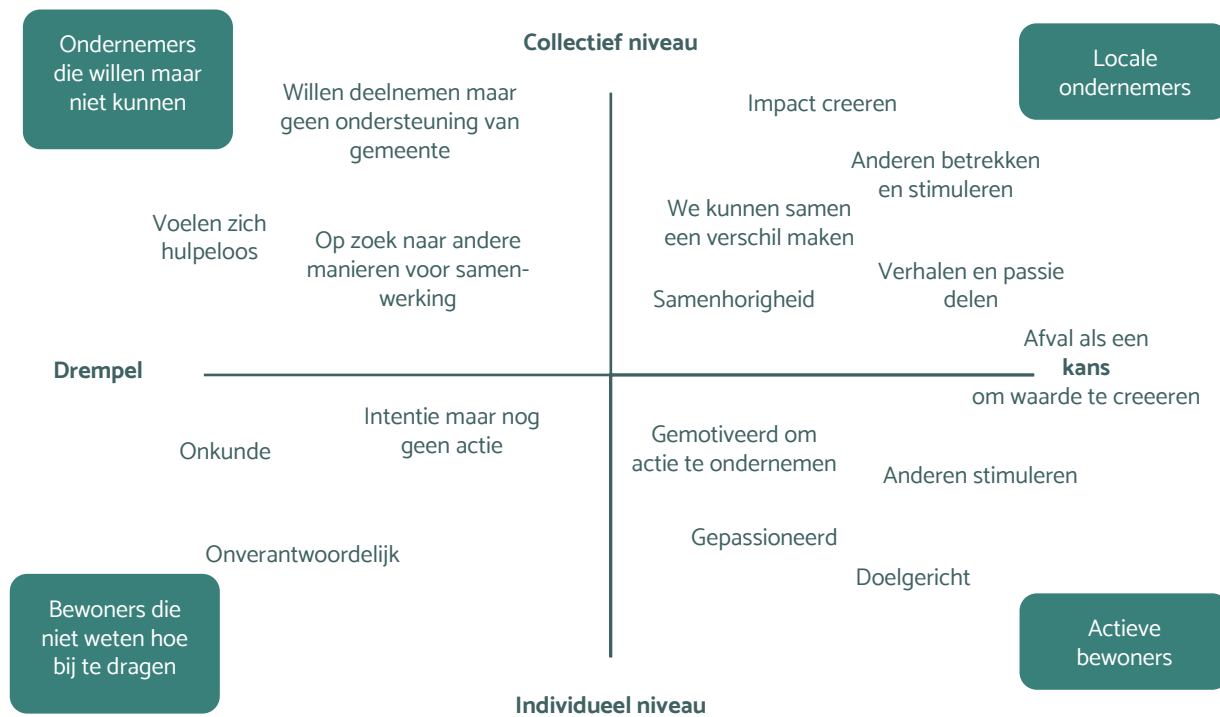 Ondernemers
die willen maar
niet kunnen
Collectief niveau
Locale
ondernemers
Willen deelnemen maar
geen ondersteuning van
gemeente
Impact creeren
Anderen betrekken
en stimuleren
Voelen zich
hulpeloos
Op zoek naar andere
manieren voor samen-
werking
We kunnen samen
een verschil maken
Samenhorigheid
Verhalen en passie
delen
Drempel
Afval als een
kans
om waarde te creeeren
Intentie maar nog
geen actie
Onkunde
Gemotiveerd om
actie te ondernemen
Anderen stimuleren
Onverantwoordelijk
Gepassioneerd
Doelgericht
Bewoners die
niet weten hoe
bij te dragen
Actieve
bewoners
Individueel niveau